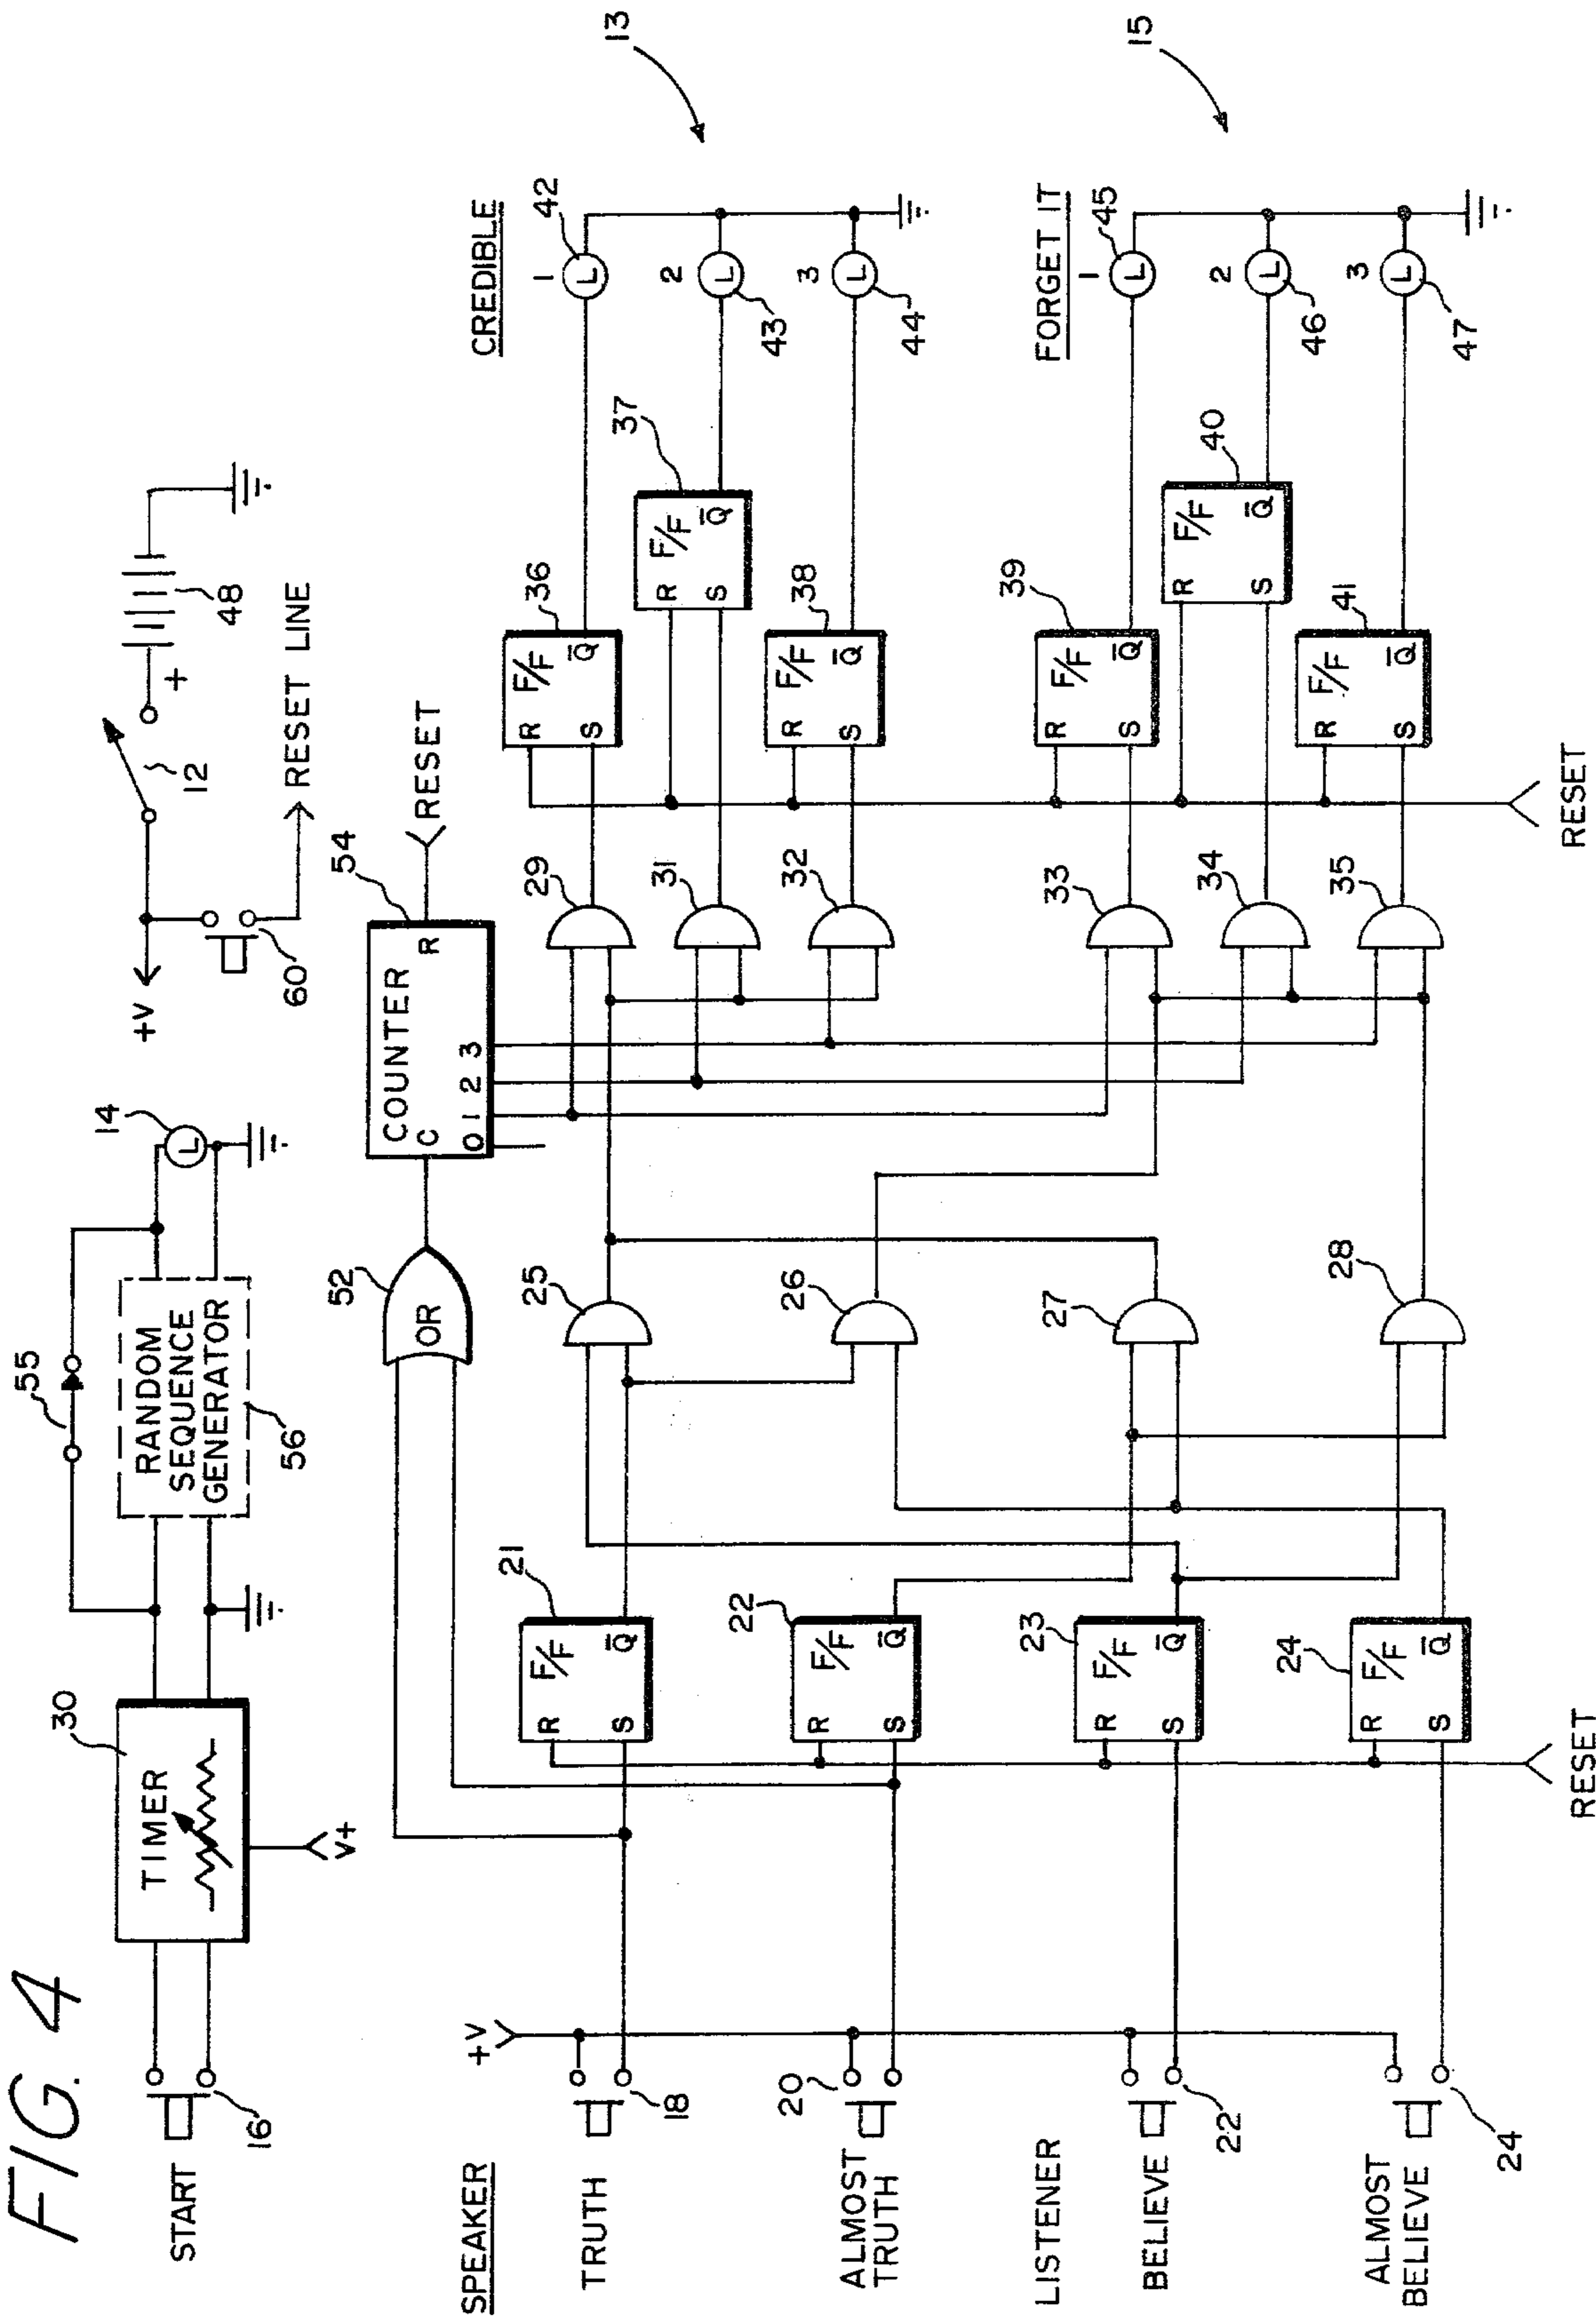 FIG. 4
START
16
TIMER
30
V+
55
RANDOM
SEQUENCE
GENERATOR
56
14
L
+V
12
+
48
60
RESET LINE
SPEAKER
TRUTH
18
ALMOST
TRUTH
20
LISTENER
BELIEVE
22
ALMOST
BELIEVE
24
+V
F/F
R
S
Q̅
21
F/F
R
S
Q̅
22
F/F
R
S
Q̅
23
F/F
R
S
Q̅
24
RESET
OR
52
25
26
27
28
COUNTER
C
R
0 1 2 3
54
RESET
29
31
32
33
34
35
F/F
R
S
Q̅
36
F/F
R
S
Q̅
37
F/F
R
S
Q̅
38
F/F
R
S
Q̅
39
F/F
R
S
Q̅
40
F/F
R
S
Q̅
41
RESET
CREDIBLE
1
L
42
2
L
43
3
L
44
13
FORGET IT
1
L
45
2
L
46
3
L
47
15